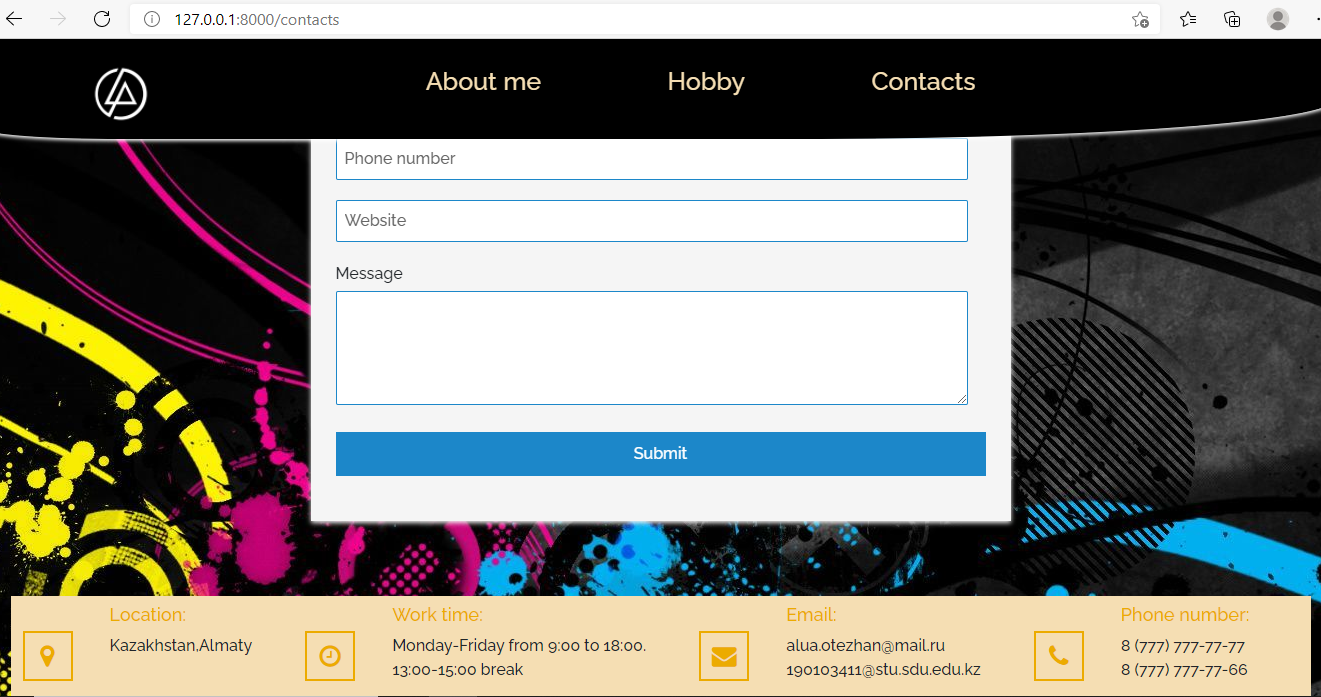 127.0.0.1:8000/contacts
About me
Hobby
Contacts
Phone number
Website
Message
Submit
Location:
Kazakhstan,Almaty
Work time:
Monday-Friday from 9:00 to 18:00.
13:00-15:00 break
Email:
alua.otezhan@mail.ru
190103411@stu.sdu.edu.kz
Phone number:
8 (777) 777-77-77
8 (777) 777-77-66